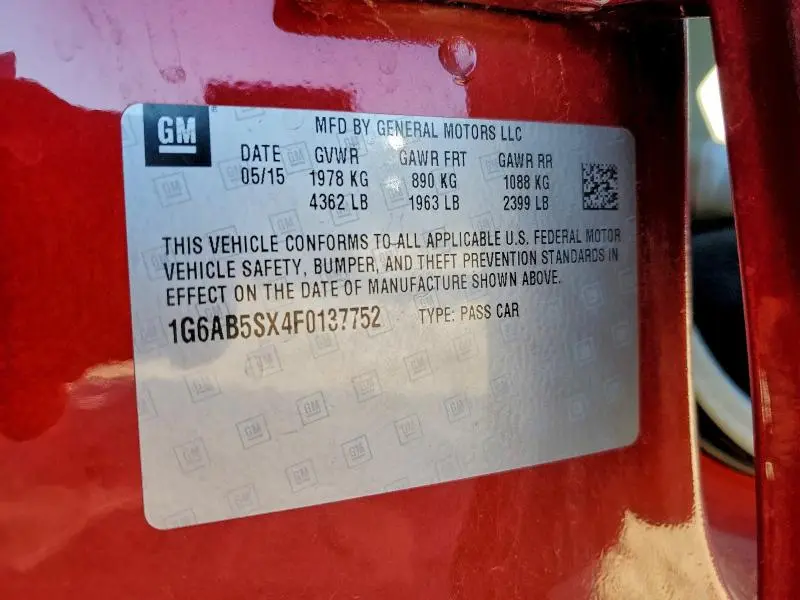 GM
MFD BY GENERAL MOTORS LLC
DATE GVWR GAWR FRT GAWR RR
05/15 1978 KG 890 KG 1088 KG
4362 LB 1963 LB 2399 LB
THIS VEHICLE CONFORMS TO ALL APPLICABLE U.S. FEDERAL MOTOR
VEHICLE SAFETY, BUMPER, AND THEFT PREVENTION STANDARDS IN
EFFECT ON THE DATE OF MANUFACTURE SHOWN ABOVE.
1G6AB5SX4F0137752 TYPE: PASS CAR